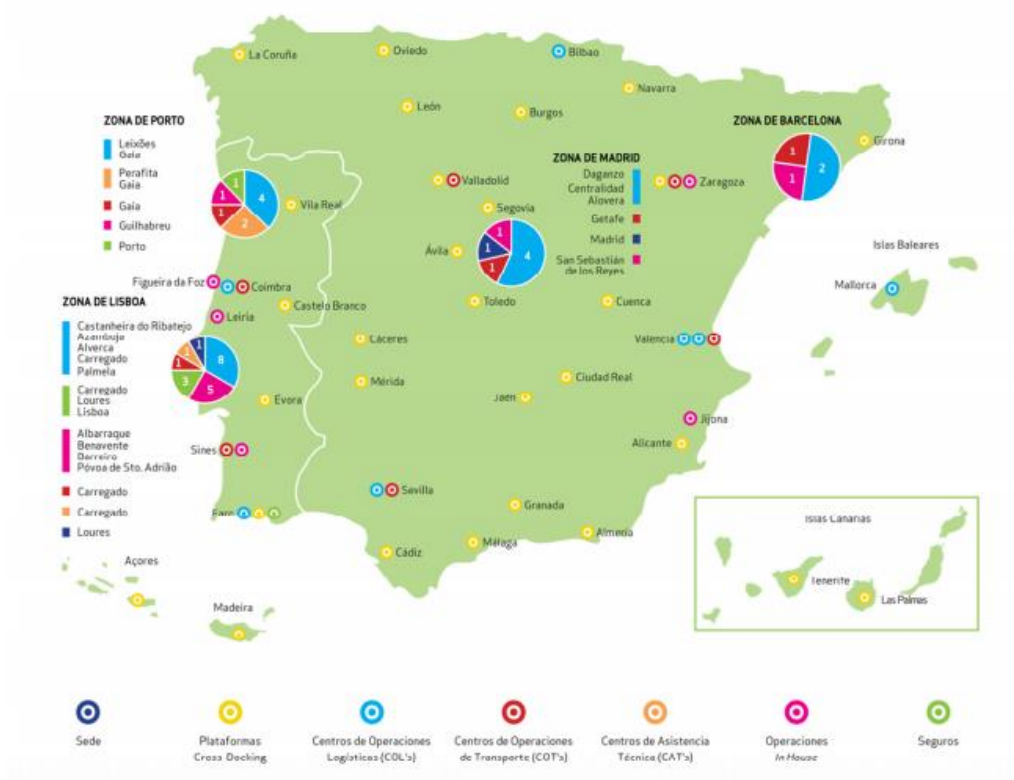 La Coruña
Oviedo
Bilbao
Navarra
León
Burgos
ZONA DE PORTO
Leixões
Gaia
Perafita
Gaia
Gaia
Guilhabreu
Porto
1
4
1
1
2
ZONA DE BARCELONA
1
2
1
Girona
ZONA DE MADRID
Daganzo
Centralidad
Alovera
Getafe
Madrid
San Sebastián
de los Reyes
1
1
4
1
Valladolid
Zaragoza
Segovia
Vila Real
Ávila
Islas Baleares
Mallorca
Figueira da Foz
Coimbra
Castelo Branco
Leiria
Toledo
Cuenca
Cáceres
Valencia
Mérida
Ciudad Real
Jaén
Jijona
Alicante
ZONA DE LISBOA
Castanheira do Ribatejo
Azambuja
Alverca
Carregado
Palmela
Carregado
Loures
Lisboa
Albarraque
Benavente
Barreiro
Póvoa de Sto. Adrião
Carregado
Carregado
Loures
1
1
8
1
3
5
Evora
Sines
Sevilla
Faro
Granada
Almería
Málaga
Cádiz
Açores
Madeira
Islas Canarias
Tenerife
Las Palmas
Sede
Plataformas
Cross Docking
Centros de Operaciones
Logísticas (COL's)
Centros de Operaciones
de Transporte (COT's)
Centros de Asistencia
Técnica (CAT's)
Operaciones
In House
Seguros